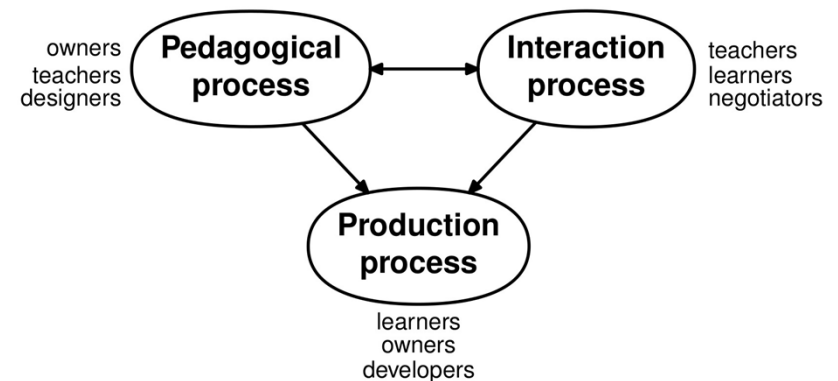 owners
teachers
designers
Pedagogical
process
Interaction
process
teachers
learners
negotiators
Production
process
learners
owners
developers